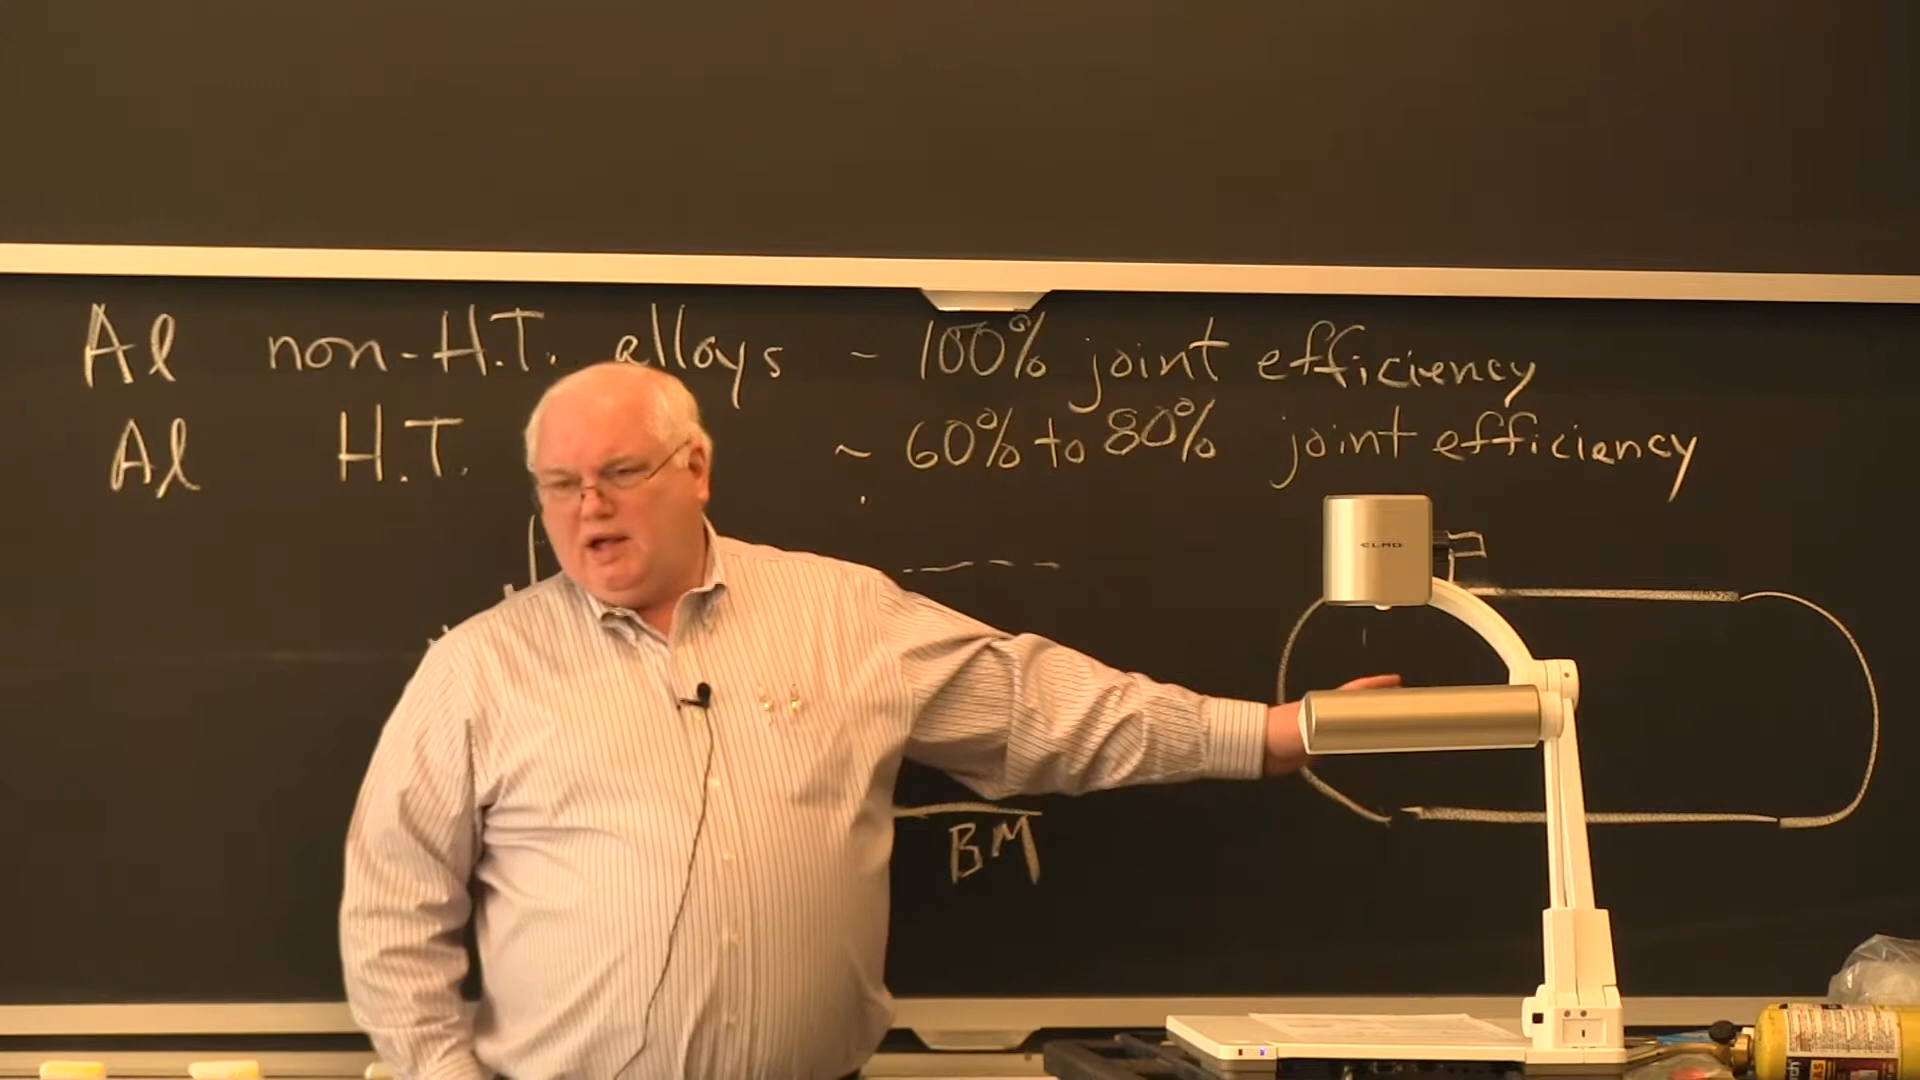 Al non-H.T. alloys ~ 100% joint efficiency
Al H.T. ~ 60% to 80% joint efficiency
ELMO
BM